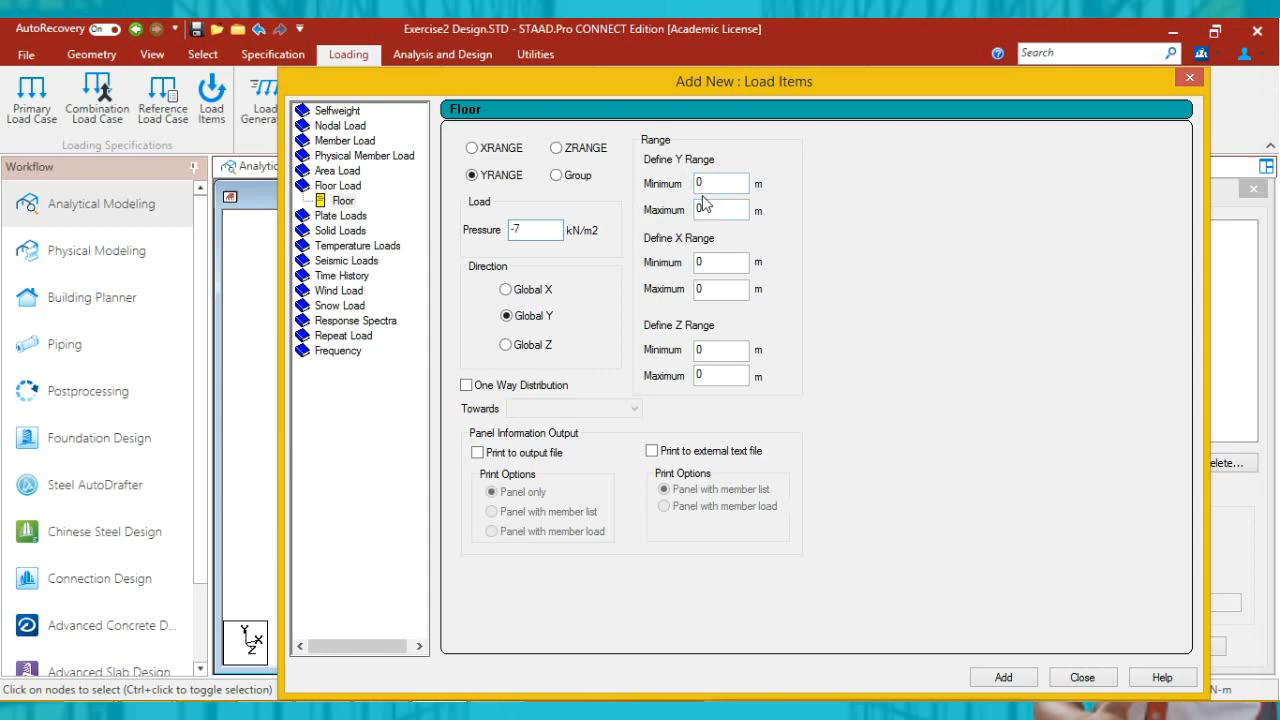 AutoRecovery On
Exercise2 Design.STD - STAAD.Pro CONNECT Edition [Academic License]
File Geometry View Select Specification Loading Analysis and Design Utilities
Search
Primary Load Case
Combination Load Case
Reference Load Case
Load Items
Load
Loading Specifications
Add New : Load Items
Workflow
Analytical Modeling
Physical Modeling
Building Planner
Piping
Postprocessing
Foundation Design
Steel AutoDrafter
Chinese Steel Design
Connection Design
Advanced Concrete D...
Advanced Slab Design
Selfweight
Nodal Load
Member Load
Physical Member Load
Area Load
Floor Load
Floor
Plate Loads
Solid Loads
Temperature Loads
Seismic Loads
Time History
Wind Load
Snow Load
Response Spectra
Repeat Load
Frequency
Floor
XRANGE ZRANGE
YRANGE Group
Load
Pressure -7 kN/m2
Direction
Global X
Global Y
Global Z
One Way Distribution
Towards
Range
Define Y Range
Minimum 0 m
Maximum 0 m
Define X Range
Minimum 0 m
Maximum 0 m
Define Z Range
Minimum 0 m
Maximum 0 m
Panel Information Output
Print to output file
Print Options
Panel only
Panel with member list
Panel with member load
Print to external text file
Print Options
Panel with member list
Panel with member load
Add Close Help
elete...
Y
X
Z
Click on nodes to select (Ctrl+click to toggle selection)
N-m